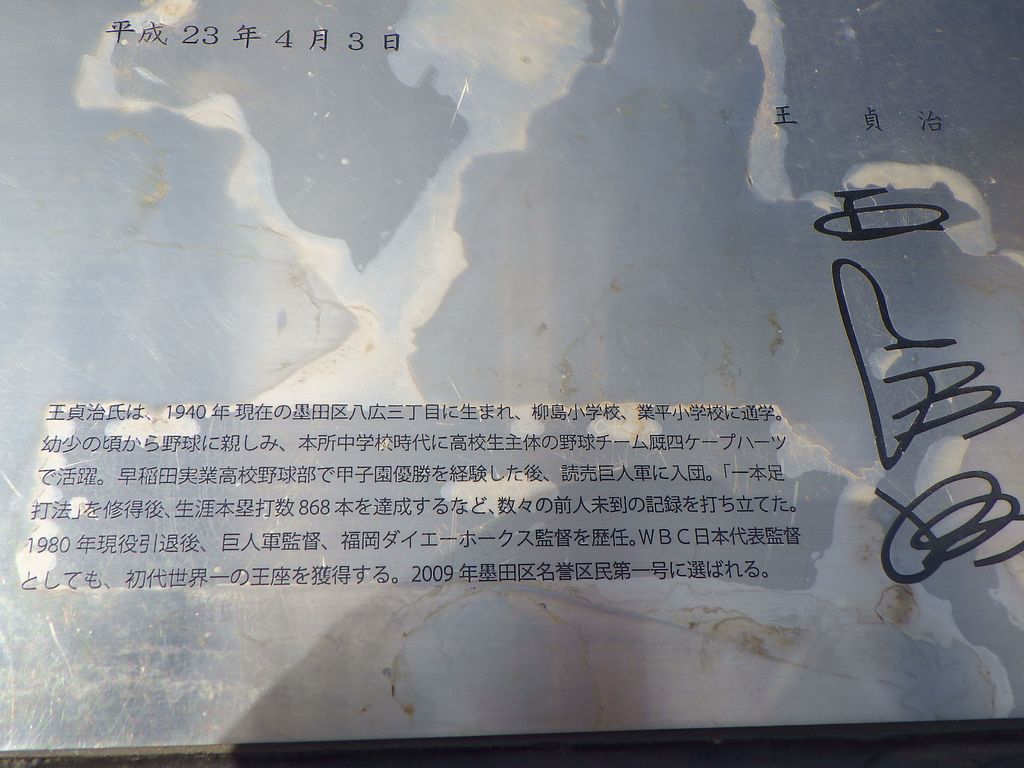 平成 23 年 4 月 3 日
王 貞 治
王貞治氏は、1940 年 現在の墨田区八広三丁目に生まれ、柳島小学校、業平小学校に通学。
幼少の頃から野球に親しみ、本所中学校時代に高校生主体の野球チーム厩四ケープハーツ
で活躍。早稲田実業高校野球部で甲子園優勝を経験した後、読売巨人軍に入団。「一本足
打法」を修得後、生涯本塁打数 868 本を達成するなど、数々の前人未到の記録を打ち立てた。
1980 年現役引退後、巨人軍監督、福岡ダイエーホークス監督を歴任。ＷＢＣ日本代表監督
としても、初代世界一の王座を獲得する。2009 年墨田区名誉区民第一号に選ばれる。
王貞治